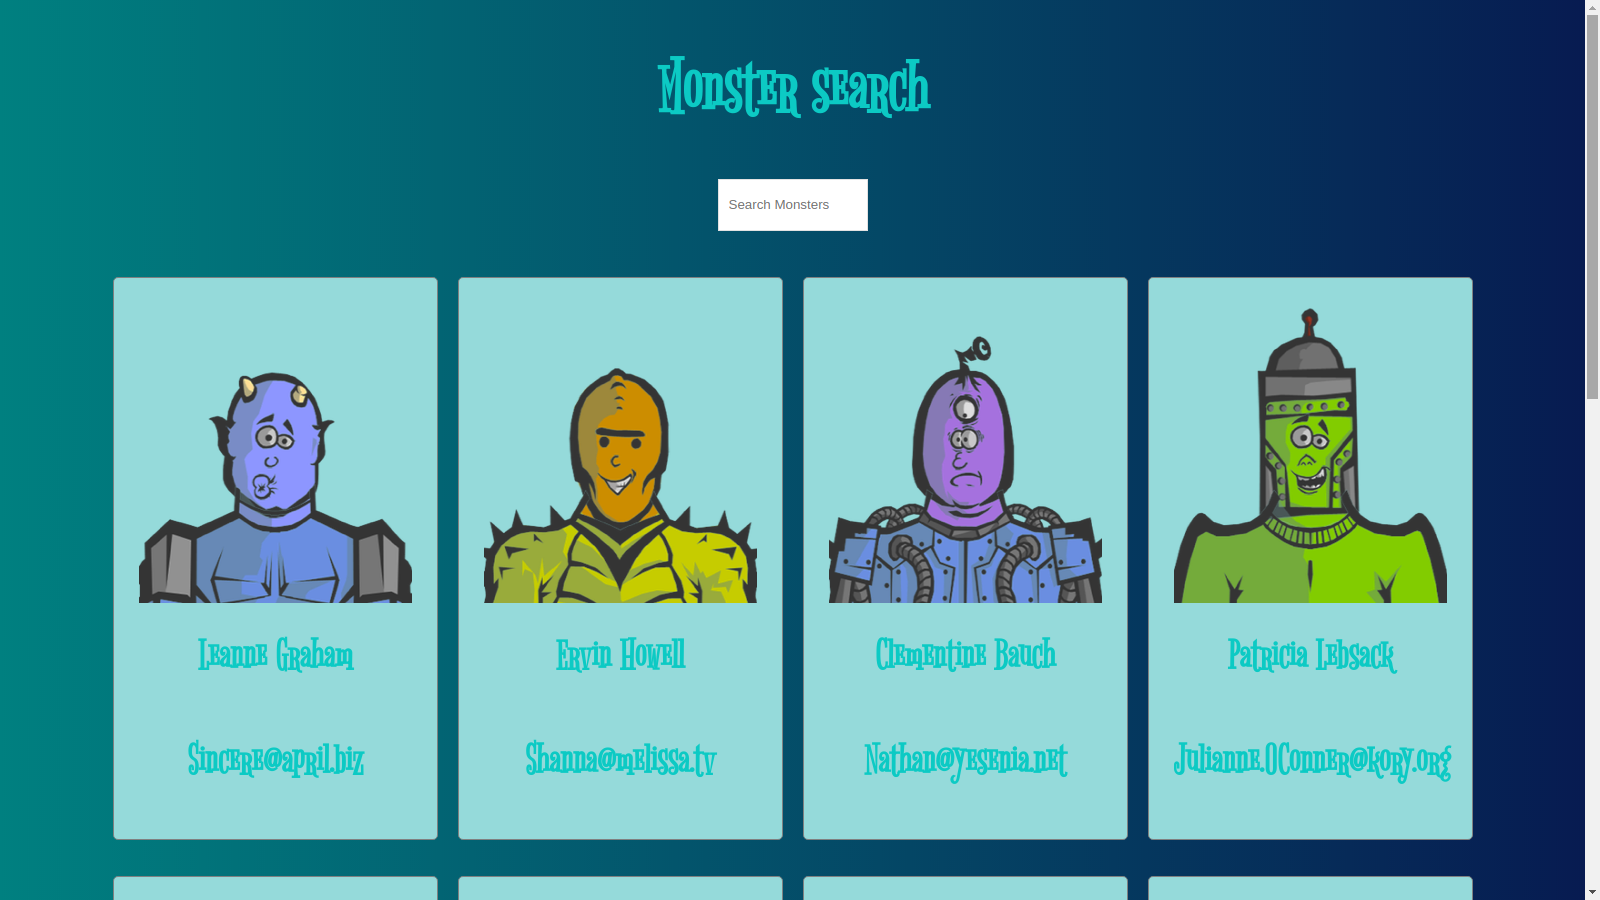 Monster search
Search Monsters
Leanne Graham
Ervin Howell
Clementine Bauch
Patricia Lebsack
Sincere@april.biz
Shanna@melissa.tv
Nathan@yesenia.net
Julianne.OConner@kory.org